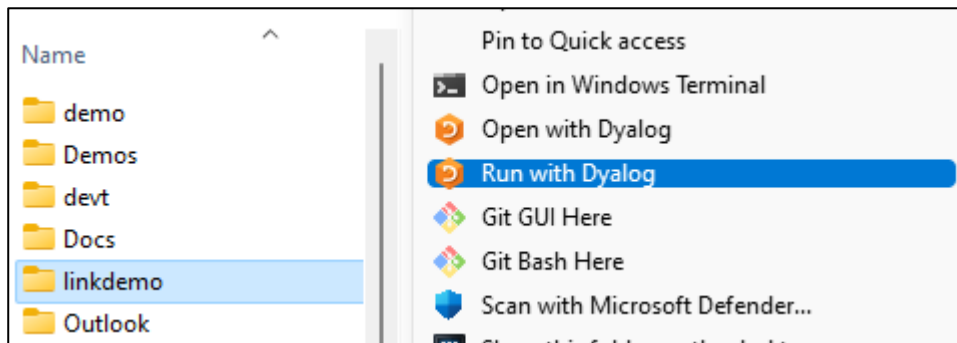 Name
demo
Demos
devt
Docs
linkdemo
Outlook
Pin to Quick access
Open in Windows Terminal
Open with Dyalog
Run with Dyalog
Git GUI Here
Git Bash Here
Scan with Microsoft Defender...